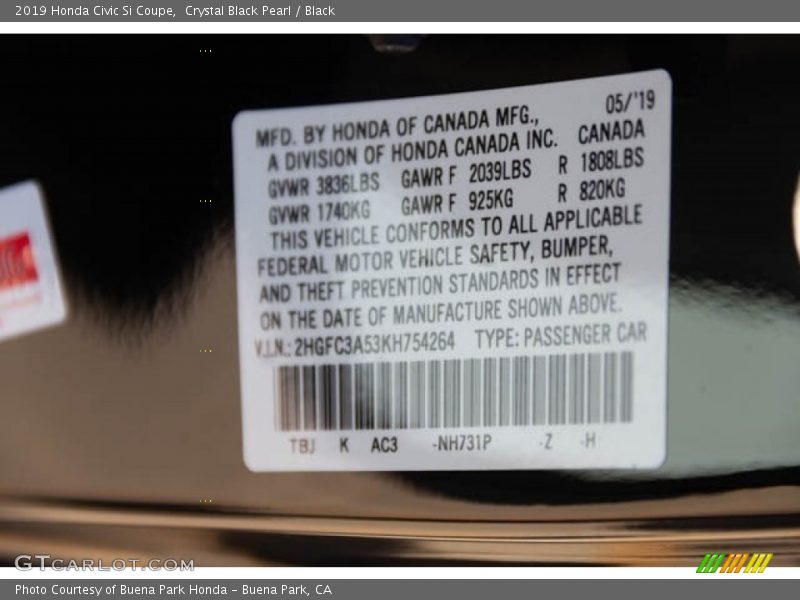 2019 Honda Civic Si Coupe,  Crystal Black Pearl / Black
05/'19
MFD. BY HONDA OF CANADA MFG.,
A DIVISION OF HONDA CANADA INC. CANADA
GVWR 3836LBS GAWR F 2039LBS R 1808LBS
GVWR 1740KG GAWR F 925KG R 820KG
THIS VEHICLE CONFORMS TO ALL APPLICABLE
FEDERAL MOTOR VEHICLE SAFETY, BUMPER,
AND THEFT PREVENTION STANDARDS IN EFFECT
ON THE DATE OF MANUFACTURE SHOWN ABOVE.
V.I.N.: 2HGFC3A53KH754264 TYPE: PASSENGER CAR
TBJ K AC3 -NH731P -Z -H
GTCARLOT.COM
Photo Courtesy of Buena Park Honda – Buena Park, CA